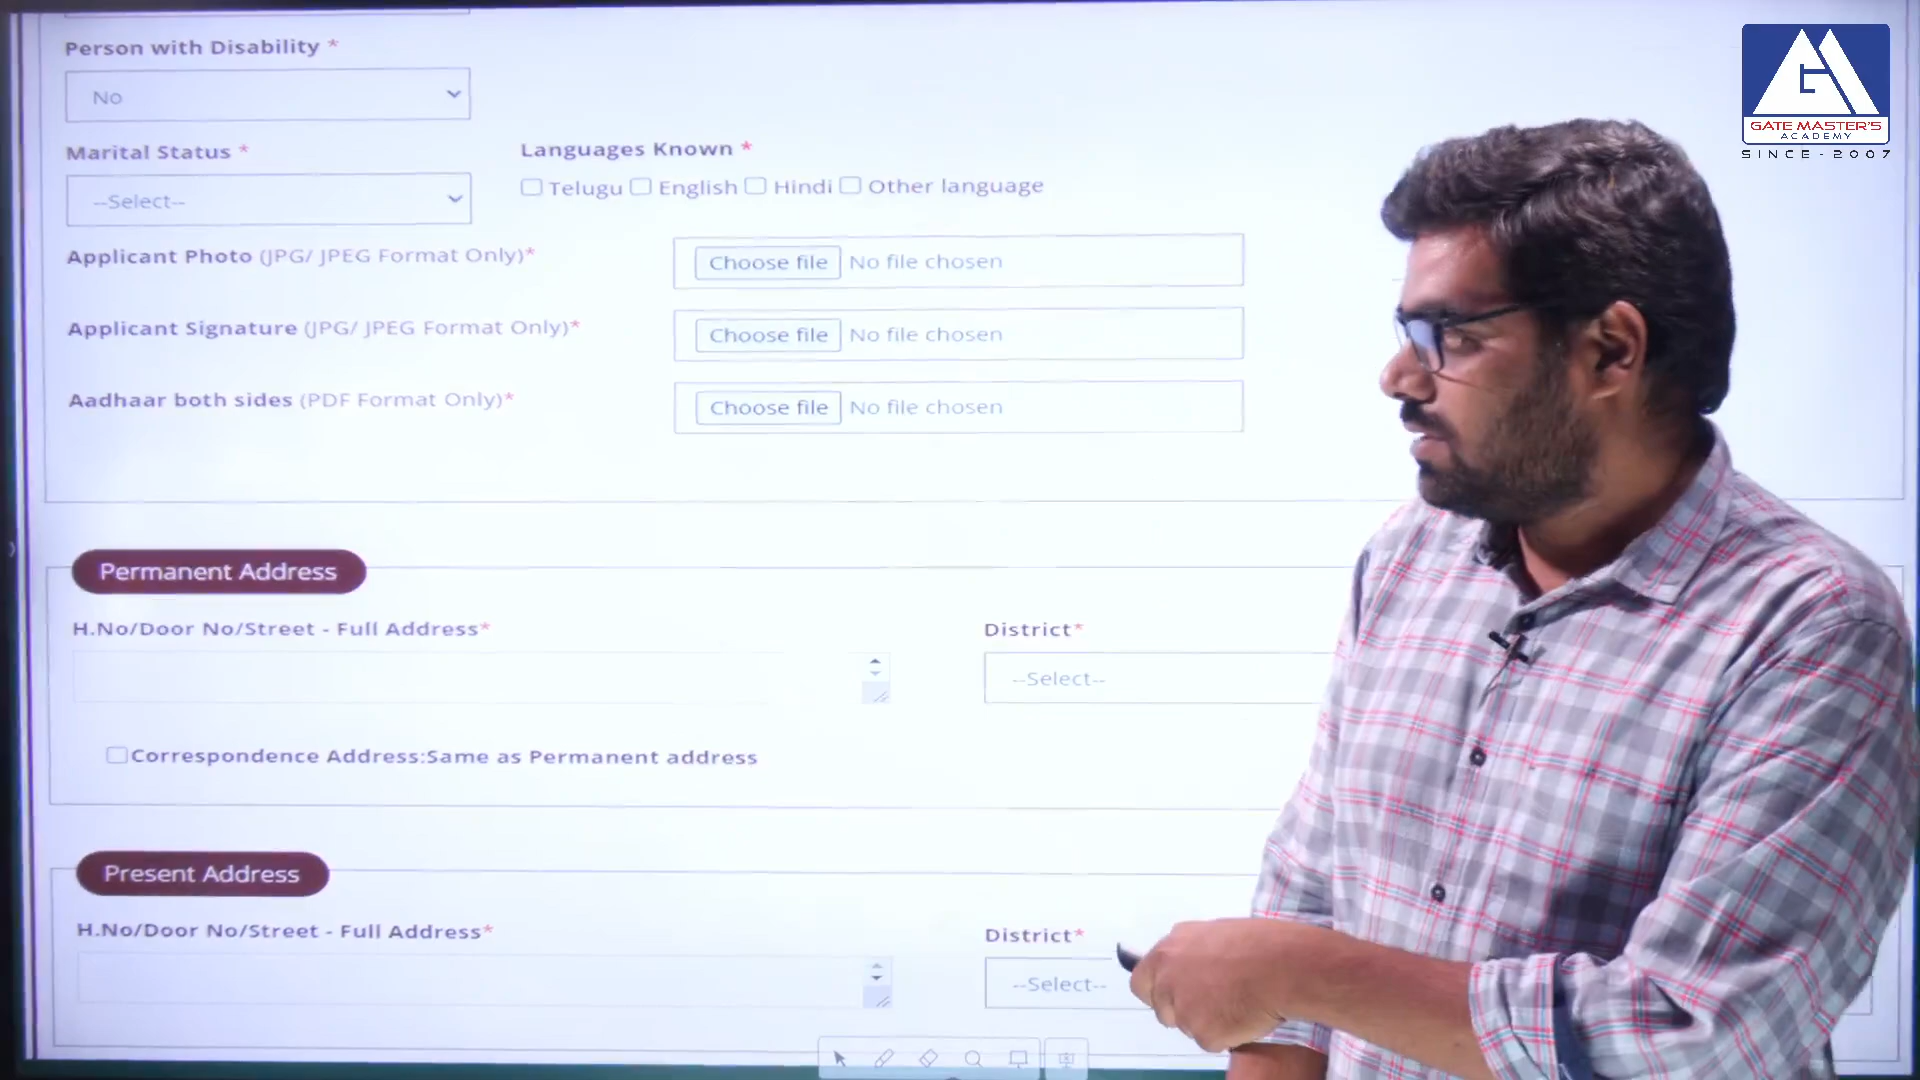 Person with Disability *
No
Marital Status *
Languages Known *
--Select--
Telugu English Hindi Other language
Applicant Photo (JPG/ JPEG Format Only)*
Choose file No file chosen
Applicant Signature (JPG/ JPEG Format Only)*
Choose file No file chosen
Aadhaar both sides (PDF Format Only)*
Choose file No file chosen
Permanent Address
H.No/Door No/Street - Full Address*
District*
--Select--
Correspondence Address:Same as Permanent address
Present Address
H.No/Door No/Street - Full Address*
District*
--Select--
GATE MASTER'S
ACADEMY
SINCE-2007